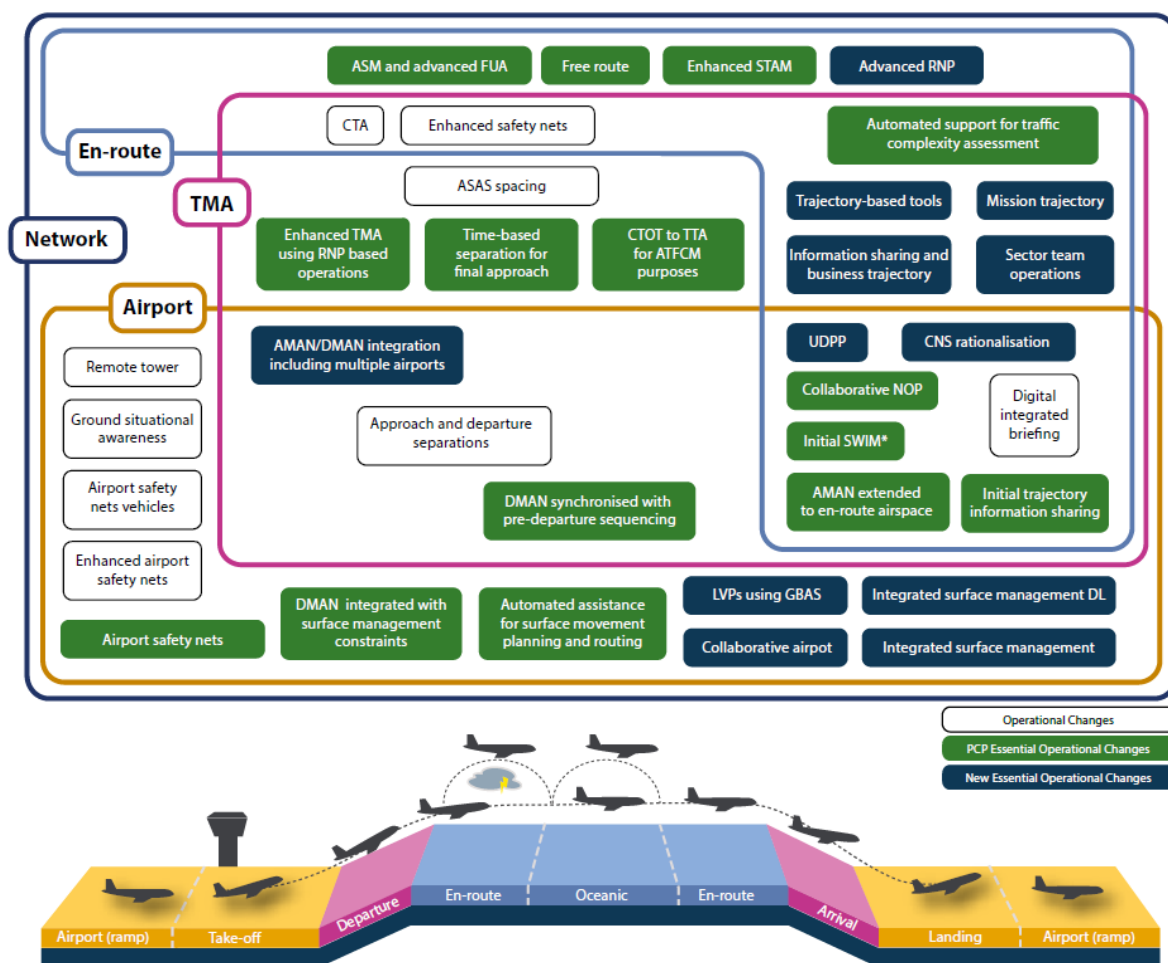 ASM and advanced FUA
Free route
Enhanced STAM
Advanced RNP
CTA
Enhanced safety nets
Automated support for traffic
complexity assessment
En-route
ASAS spacing
TMA
Trajectory-based tools
Mission trajectory
Network
Enhanced TMA
using RNP based
operations
Time-based
separation for
final approach
CTOT to TTA
for ATFCM
purposes
Information sharing and
business trajectory
Sector team
operations
Airport
AMAN/DMAN integration
including multiple airports
UDPP
CNS rationalisation
Remote tower
Collaborative NOP
Digital
integrated
briefing
Ground situational
awareness
Approach and departure
separations
Initial SWIM*
Airport safety
nets vehicles
DMAN synchronised with
pre-departure sequencing
AMAN extended
to en-route airspace
Initial trajectory
information sharing
Enhanced airport
safety nets
Airport safety nets
DMAN integrated with
surface management
constraints
Automated assistance
for surface movement
planning and routing
LVPs using GBAS
Integrated surface management DL
Collaborative airpot
Integrated surface management
Operational Changes
PCP Essential Operational Changes
New Essential Operational Changes
Airport (ramp)
Take-off
Departure
En-route
Oceanic
En-route
Arrival
Landing
Airport (ramp)